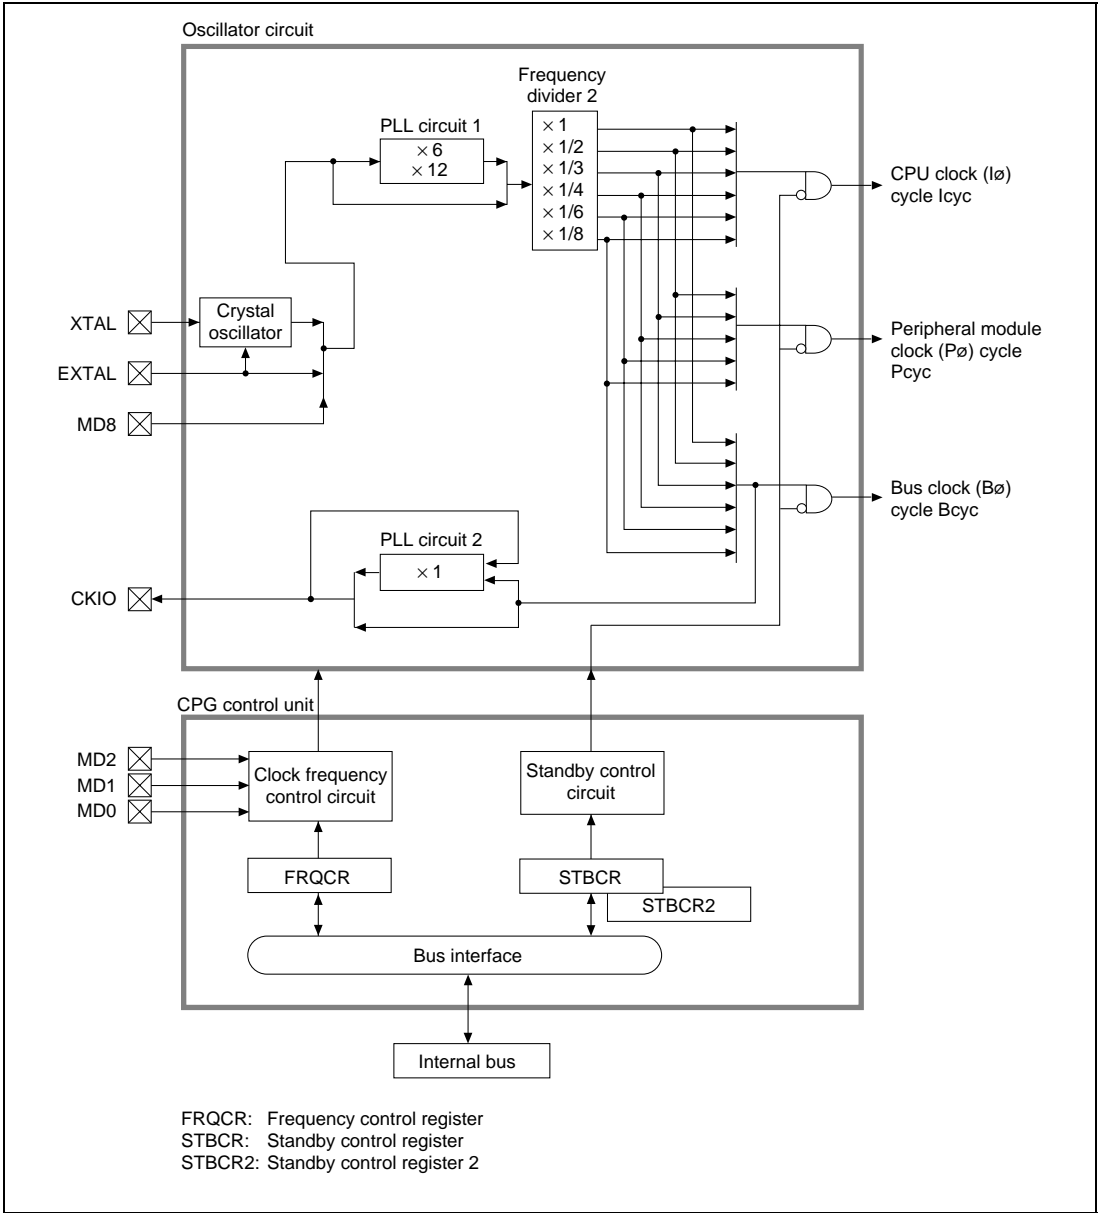 Oscillator circuit
Frequency
divider 2
PLL circuit 1
× 6
× 12
× 1
× 1/2
× 1/3
× 1/4
× 1/6
× 1/8
CPU clock (Iø)
cycle Icyc
XTAL
Crystal
oscillator
EXTAL
MD8
Peripheral module
clock (Pø) cycle
Pcyc
Bus clock (Bø)
cycle Bcyc
PLL circuit 2
× 1
CKIO
CPG control unit
MD2
MD1
MD0
Clock frequency
control circuit
Standby control
circuit
FRQCR
STBCR
STBCR2
Bus interface
Internal bus
FRQCR: Frequency control register
STBCR: Standby control register
STBCR2: Standby control register 2